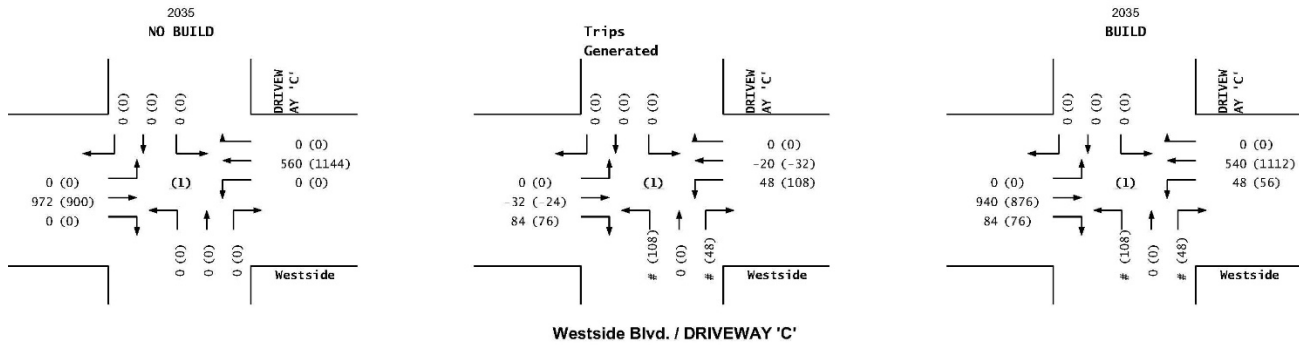 2035
NO BUILD
DRIVEW
AY 'C'
0 (0)
0 (0)
0 (0)
0 (0)
560 (1144)
0 (0)
0 (0)
972 (900)
0 (0)
(1)
0 (0)
0 (0)
0 (0)
Westside
Trips
Generated
DRIVEW
AY 'C'
0 (0)
0 (0)
0 (0)
0 (0)
-20 (-32)
48 (108)
0 (0)
-32 (-24)
84 (76)
(1)
# (108)
0 (0)
# (48)
Westside
2035
BUILD
DRIVEW
AY 'C'
0 (0)
0 (0)
0 (0)
0 (0)
540 (1112)
48 (56)
0 (0)
940 (876)
84 (76)
(1)
# (108)
0 (0)
# (48)
Westside
Westside Blvd. / DRIVEWAY 'C'